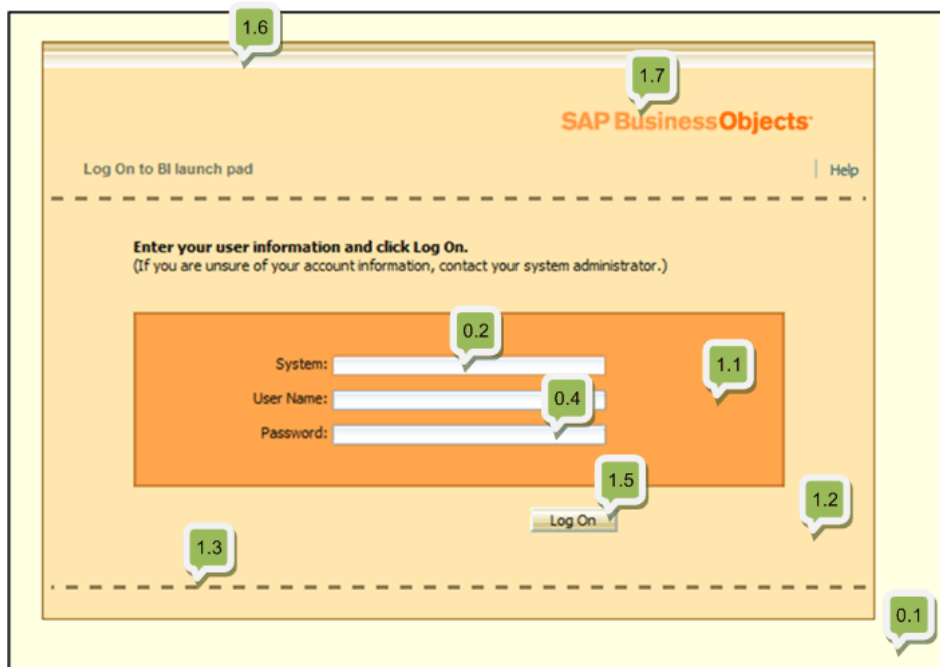 1.6
1.7
SAP BusinessObjects
Log On to BI launch pad
Help
Enter your user information and click Log On.
(If you are unsure of your account information, contact your system administrator.)
0.2
System:
1.1
User Name:
0.4
Password:
1.5
Log On
1.2
1.3
0.1